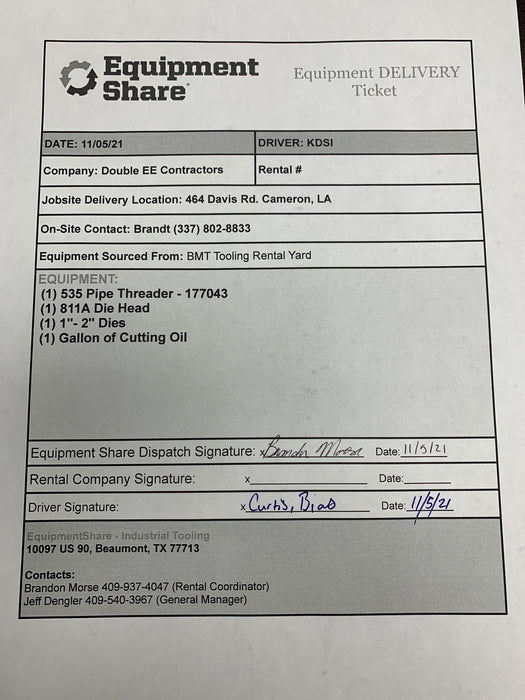 Equipment Share
Equipment DELIVERY
Ticket
DATE: 11/05/21 DRIVER: KDSI
Company: Double EE Contractors Rental #
Jobsite Delivery Location: 464 Davis Rd. Cameron, LA
On-Site Contact: Brandt (337) 802-8833
Equipment Sourced From: BMT Tooling Rental Yard
EQUIPMENT:
(1) 535 Pipe Threader - 177043
(1) 811A Die Head
(1) 1"- 2" Dies
(1) Gallon of Cutting Oil
Equipment Share Dispatch Signature: x Brandon Morse Date: 11/5/21
Rental Company Signature: x Date:
Driver Signature: x Curtis, Bias Date: 11/5/21
EquipmentShare - Industrial Tooling
10097 US 90, Beaumont, TX 77713
Contacts:
Brandon Morse 409-937-4047 (Rental Coordinator)
Jeff Dengler 409-540-3967 (General Manager)